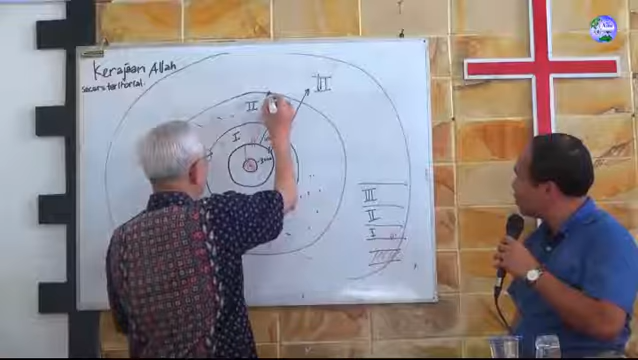 Kerajaan Allah
secara teritorial.
III
II
I
III
II
I